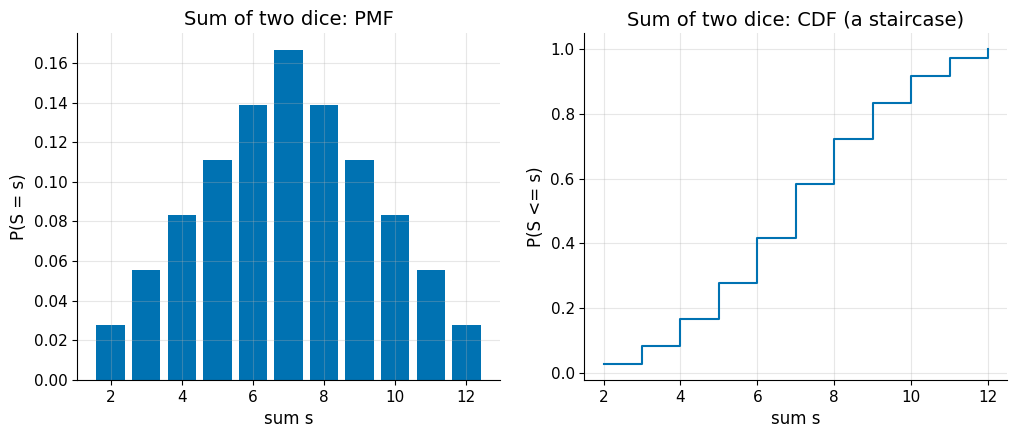 Sum of two dice: PMF
P(S = s)
0.16
0.14
0.12
0.10
0.08
0.06
0.04
0.02
0.00
2 4 6 8 10 12
sum s
Sum of two dice: CDF (a staircase)
P(S <= s)
1.0
0.8
0.6
0.4
0.2
0.0
2 4 6 8 10 12
sum s